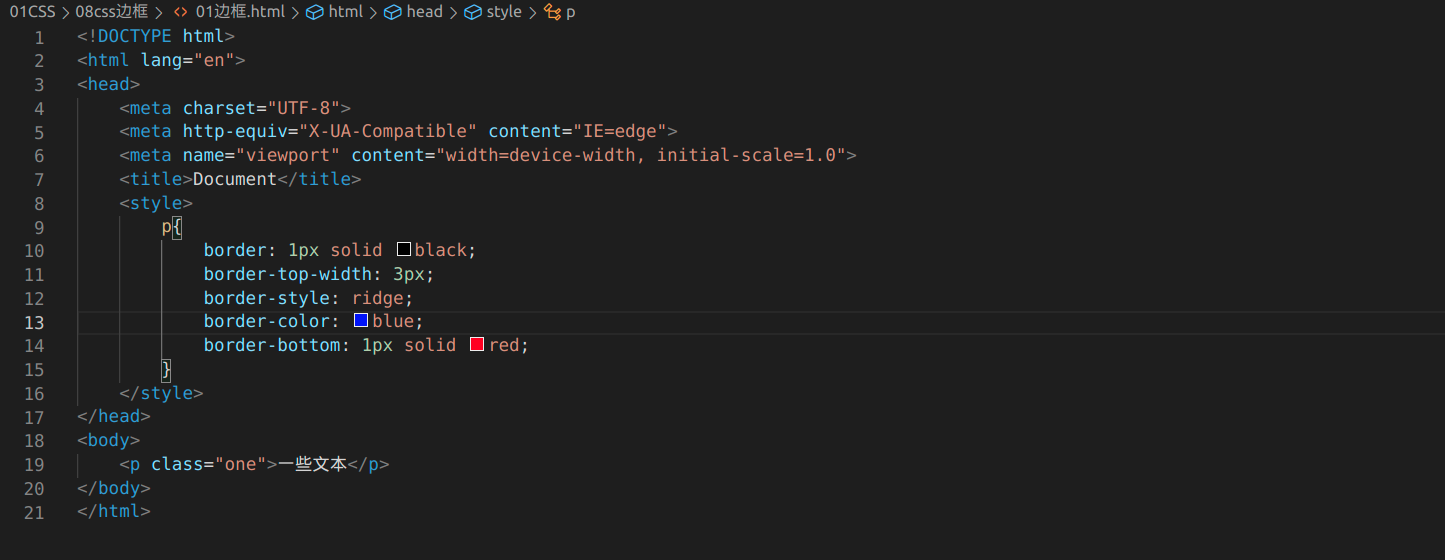 01CSS > 08css边框 > 01边框.html > html > head > style > p
1 <!DOCTYPE html>
2 <html lang="en">
3 <head>
4     <meta charset="UTF-8">
5     <meta http-equiv="X-UA-Compatible" content="IE=edge">
6     <meta name="viewport" content="width=device-width, initial-scale=1.0">
7     <title>Document</title>
8     <style>
9         p{
10             border: 1px solid black;
11             border-top-width: 3px;
12             border-style: ridge;
13             border-color: blue;
14             border-bottom: 1px solid red;
15         }
16     </style>
17 </head>
18 <body>
19     <p class="one">一些文本</p>
20 </body>
21 </html>